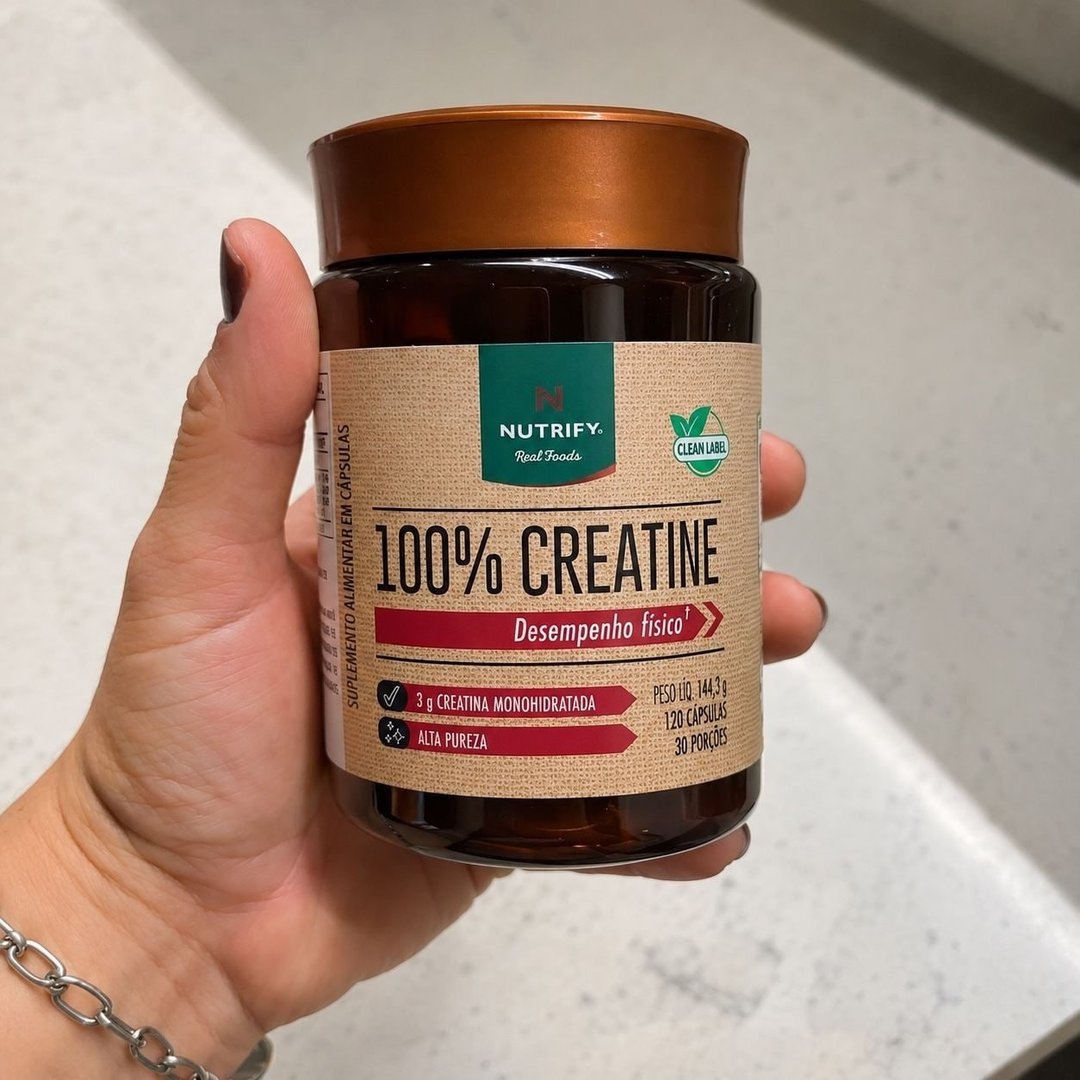 N
NUTRIFY
Real Foods
CLEAN LABEL
100% CREATINE
Desempenho físico†
3 g CREATINA MONOHIDRATADA
ALTA PUREZA
PESO LÍQ. 144,3 g
120 CÁPSULAS
30 PORÇÕES
SUPLEMENTO ALIMENTAR EM CÁPSULAS